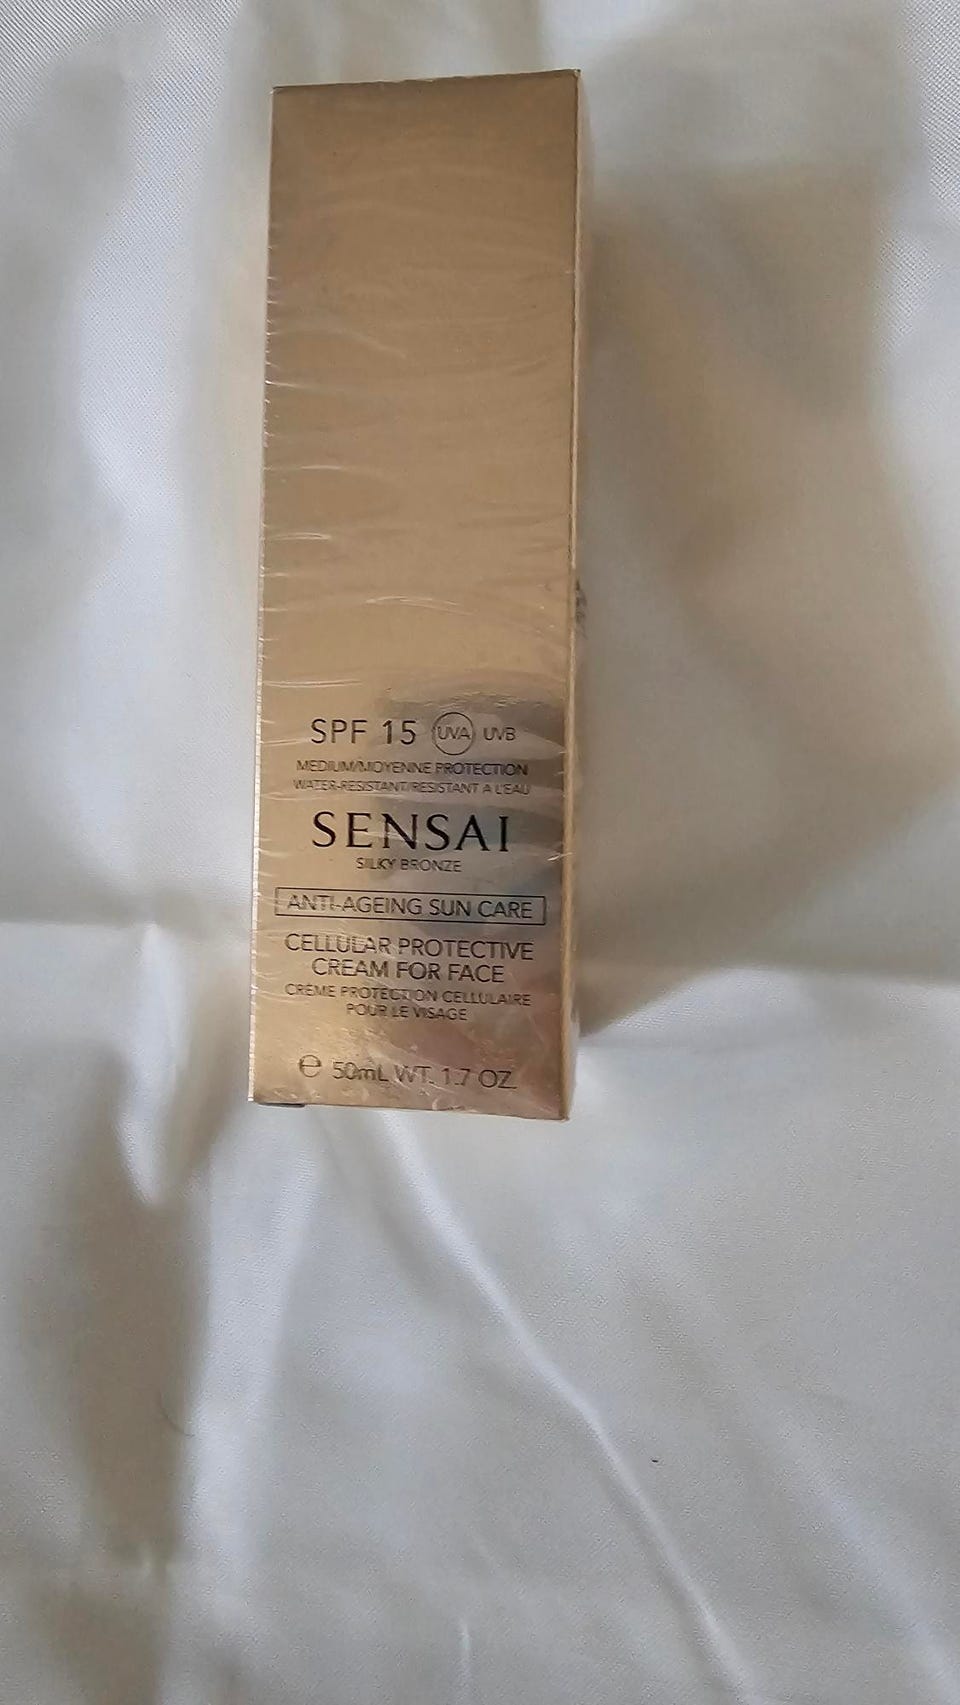 SPF 15 UVA UVB
MEDIUM/MOYENNE PROTECTION
WATER-RESISTANT/RESISTANT A L'EAU
SENSAI
SILKY BRONZE
ANTI-AGEING SUN CARE
CELLULAR PROTECTIVE
CREAM FOR FACE
CRÈME PROTECTION CELLULAIRE
POUR LE VISAGE
℮ 50mL WT. 1.7 OZ.